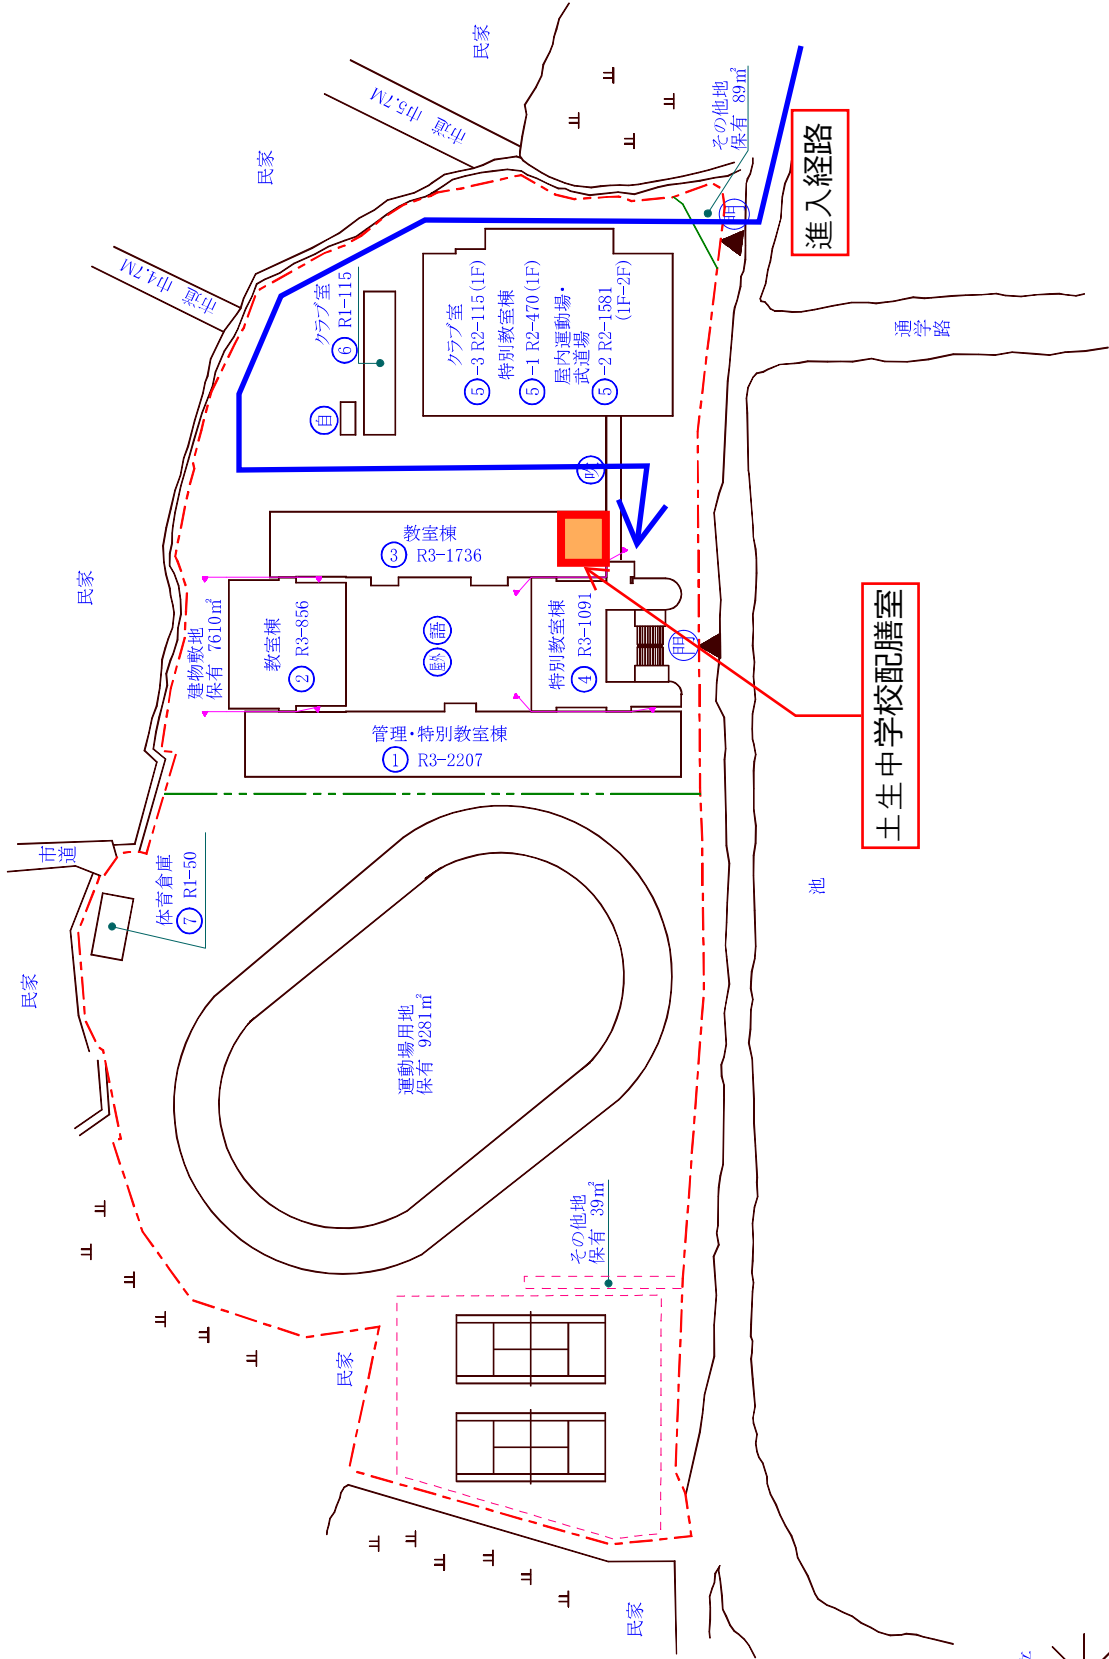 民家
市道 巾5.7M
民家
その他地
保有 89㎡
進入経路
門
市道 巾4.7M
クラブ室
⑥ R1-115
自
クラブ室
⑤-3 R2-115(1F)
特別教室棟
⑤-1 R2-470(1F)
屋内運動場・
武道場
⑤-2 R2-1581
(1F-2F)
通学路
教室棟
③ R3-1736
民家
建物敷地
保有 7610㎡
教室棟
② R3-856
屋外
語
特別教室棟
④ R3-1091
門
土生中学校配膳室
管理・特別教室棟
① R3-2207
市道
体育倉庫
⑦ R1-50
池
民家
運動場用地
保有 9281㎡
その他地
保有 39㎡
民家
民家